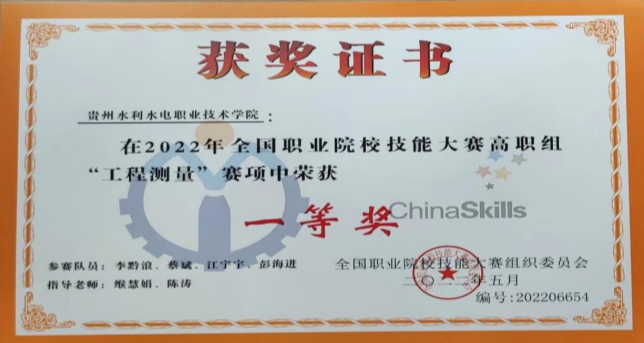 获奖证书
贵州水利水电职业技术学院：
在2022年全国职业院校技能大赛高职组
“工程测量”赛项中荣获
一等奖
ChinaSkills
参赛队员：李黔浪、蔡斌、江宇宇、彭海进
指导老师：缑慧娟、陈涛
全国职业院校技能大赛组织委员会
二〇二二年五月
编号:202206654